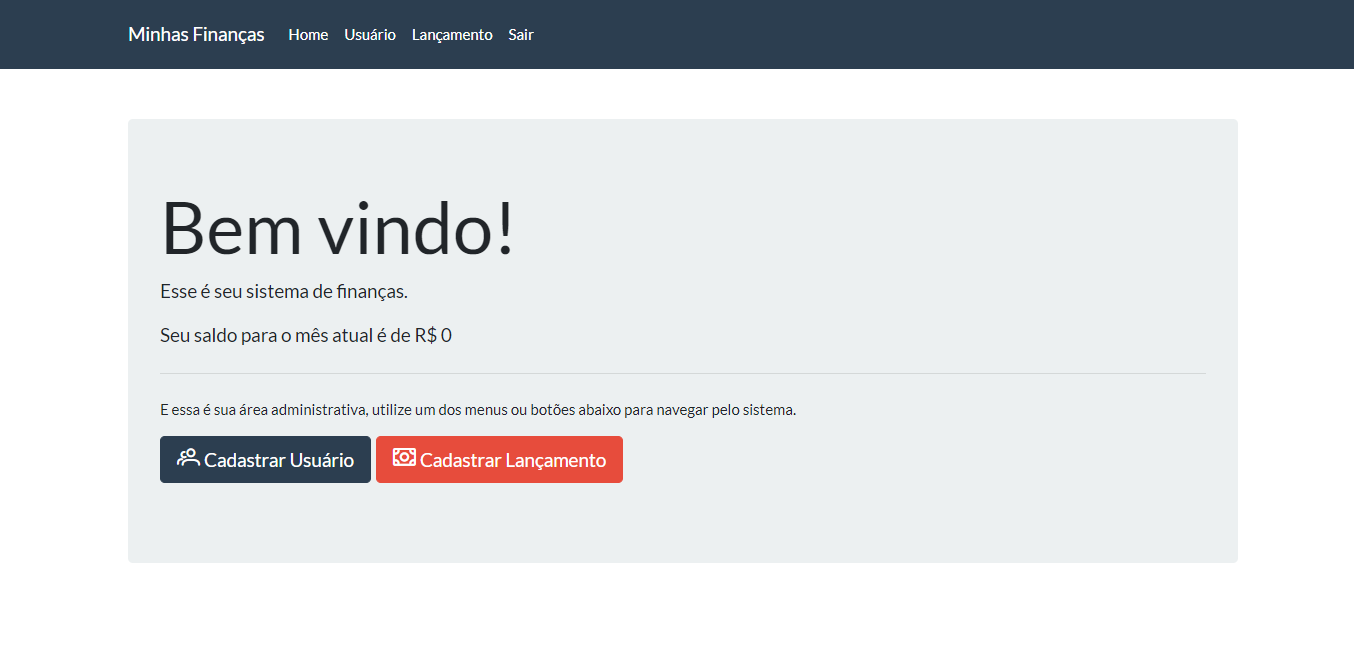 Minhas Finanças Home Usuário Lançamento Sair
Bem vindo!
Esse é seu sistema de finanças.
Seu saldo para o mês atual é de R$ 0
E essa é sua área administrativa, utilize um dos menus ou botões abaixo para navegar pelo sistema.
Cadastrar Usuário Cadastrar Lançamento